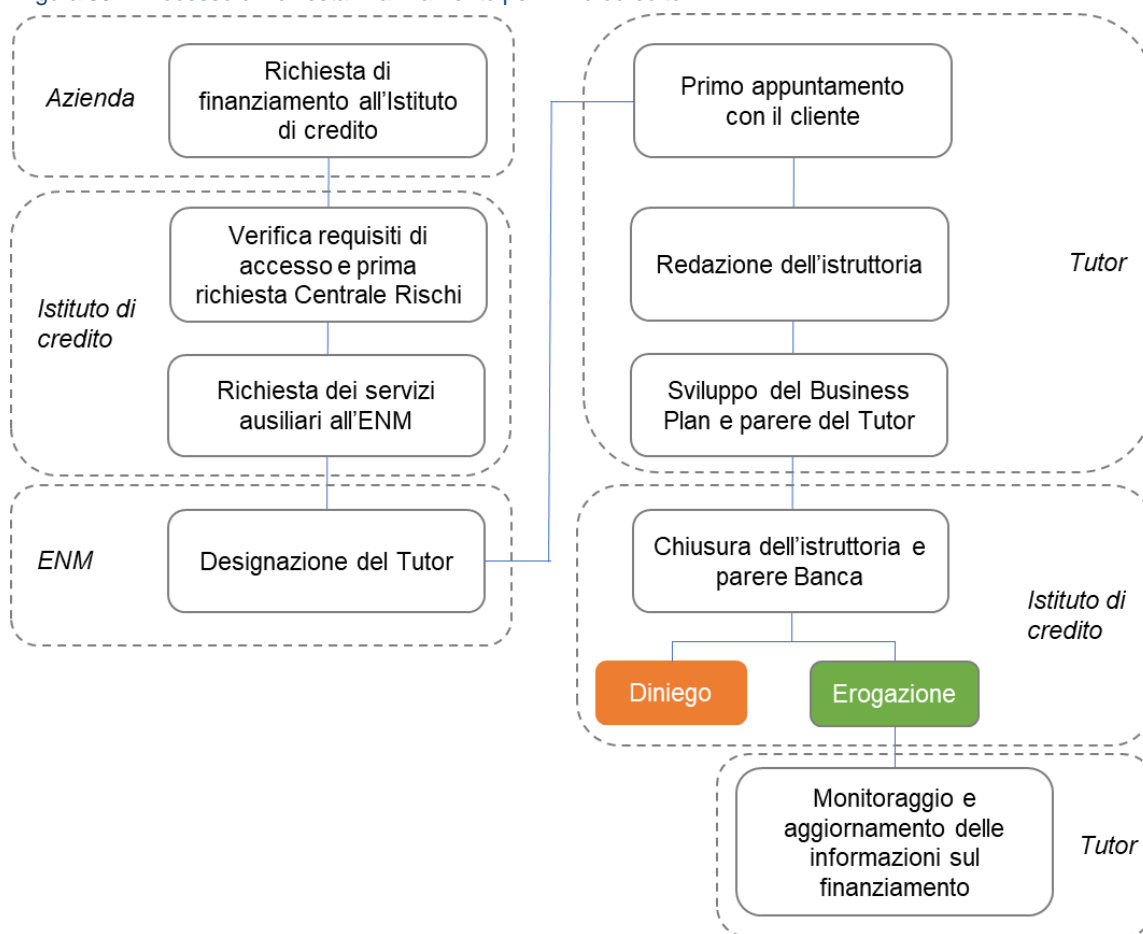 Azienda
Richiesta di
finanziamento all'Istituto
di credito
Istituto di
credito
Verifica requisiti di
accesso e prima
richiesta Centrale Rischi
Richiesta dei servizi
ausiliari all'ENM
ENM
Designazione del Tutor
Primo appuntamento
con il cliente
Redazione dell'istruttoria
Tutor
Sviluppo del Business
Plan e parere del Tutor
Chiusura dell'istruttoria e
parere Banca
Istituto di
credito
Diniego
Erogazione
Monitoraggio e
aggiornamento delle
informazioni sul
finanziamento
Tutor